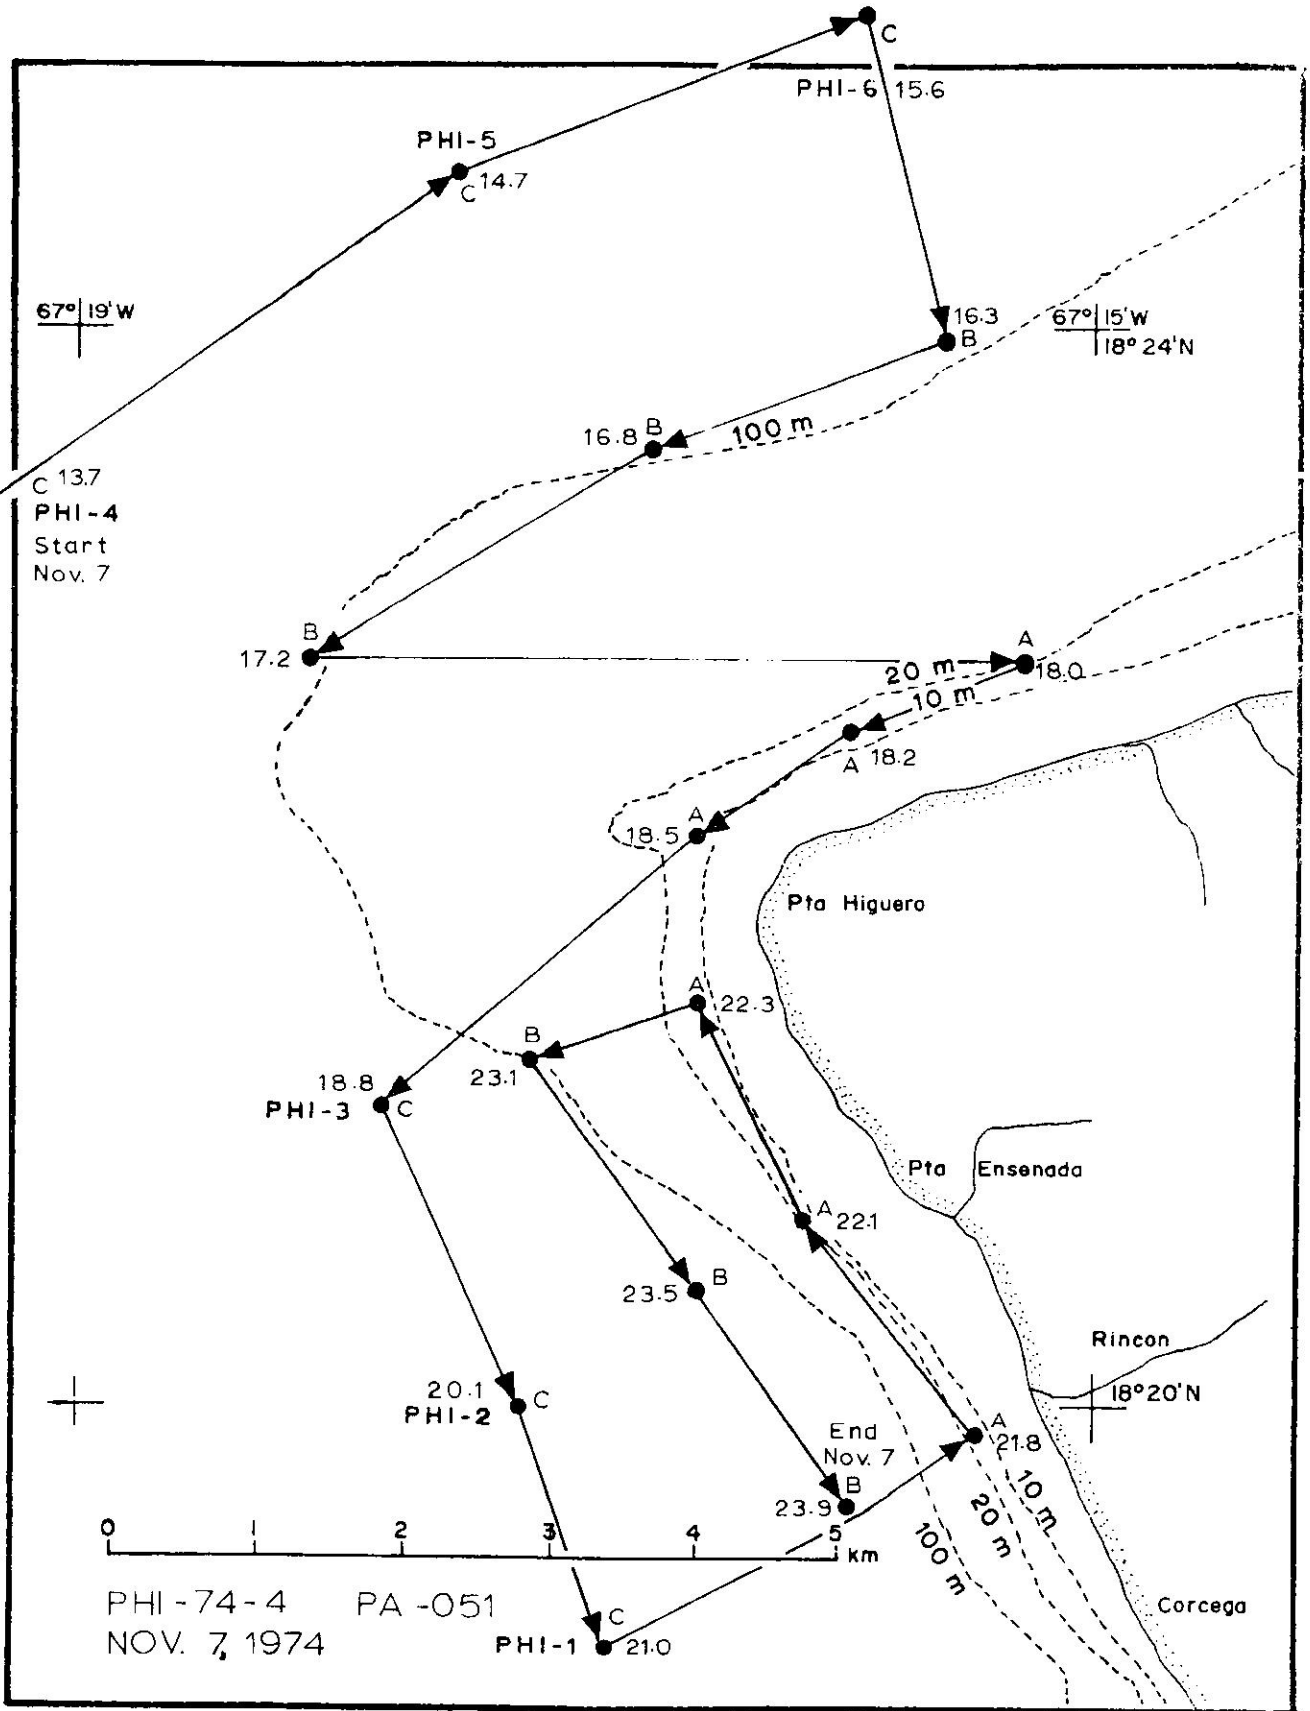 C
PHI-6 15.6
PHI-5
C 14.7
67° 19' W
16.3
B
67° 15' W
18° 24' N
B
16.8
100 m
C 13.7
PHI-4
Start
Nov. 7
B
17.2
A
20 m
18.0
10 m
A 18.2
A
18.5
Pta Higuero
A
22.3
B
23.1
18.8
PHI-3
C
Pta Ensenada
A
22.1
23.5
B
Rincon
20.1
PHI-2
C
18° 20' N
End
Nov. 7
A
21.8
B
23.9
10 m
20 m
100 m
0 1 2 3 4 5
km
PHI-74-4 PA-051
NOV. 7, 1974
C
PHI-1
21.0
Corcega